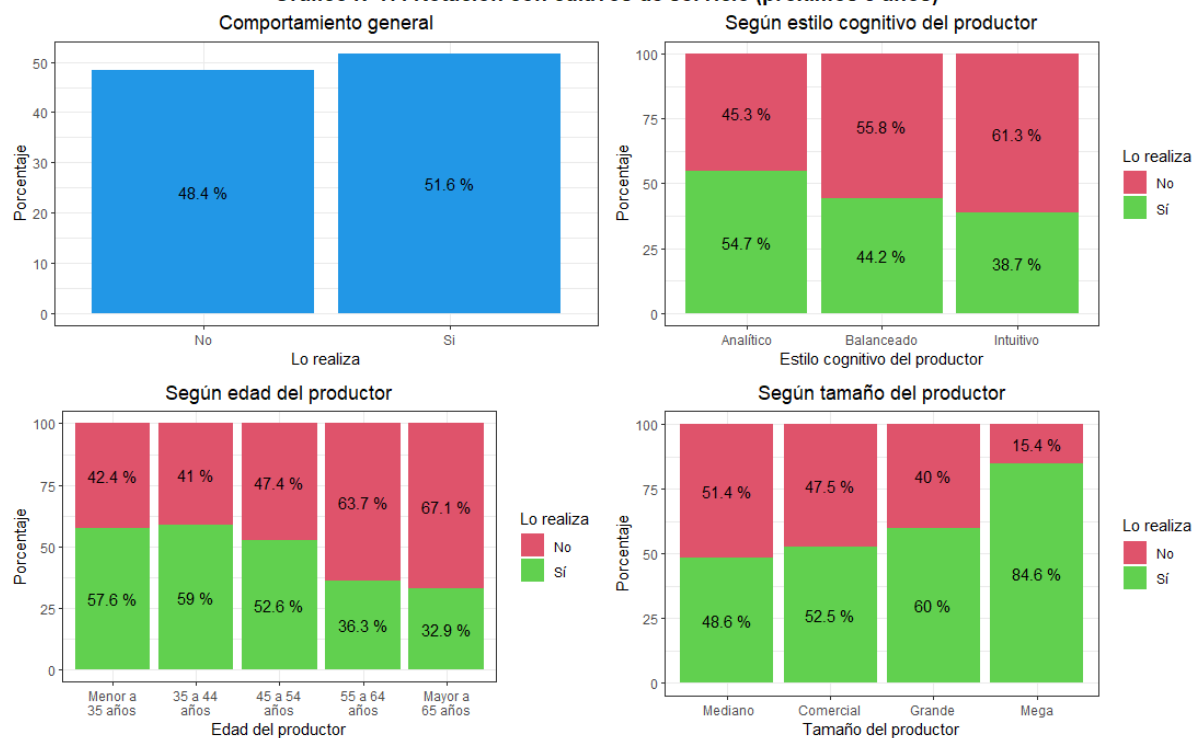 Comportamiento general
Porcentaje
50
40
30
20
10
0
48.4 %
51.6 %
No
Si
Lo realiza
Según estilo cognitivo del productor
Porcentaje
100
75
50
25
0
45.3 %
55.8 %
61.3 %
54.7 %
44.2 %
38.7 %
Analítico
Balanceado
Intuitivo
Estilo cognitivo del productor
Lo realiza
No
Sí
Según edad del productor
Porcentaje
100
75
50
25
0
42.4 %
41 %
47.4 %
63.7 %
67.1 %
57.6 %
59 %
52.6 %
36.3 %
32.9 %
Menor a
35 años
35 a 44
años
45 a 54
años
55 a 64
años
Mayor a
65 años
Edad del productor
Lo realiza
No
Sí
Según tamaño del productor
Porcentaje
100
75
50
25
0
51.4 %
47.5 %
40 %
15.4 %
48.6 %
52.5 %
60 %
84.6 %
Mediano
Comercial
Grande
Mega
Tamaño del productor
Lo realiza
No
Sí